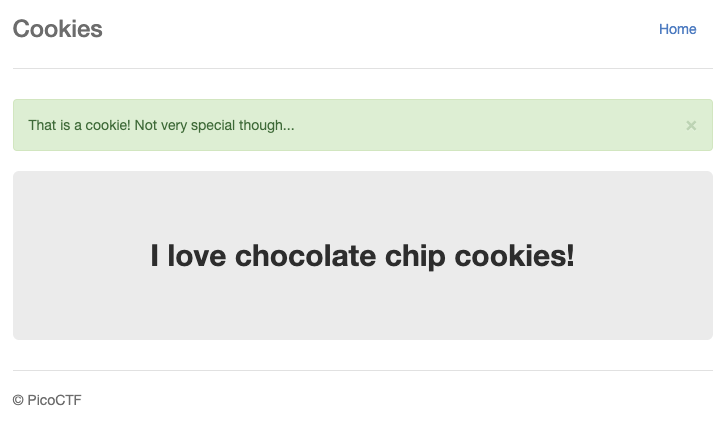 Cookies
Home
That is a cookie! Not very special though...
×
I love chocolate chip cookies!
© PicoCTF